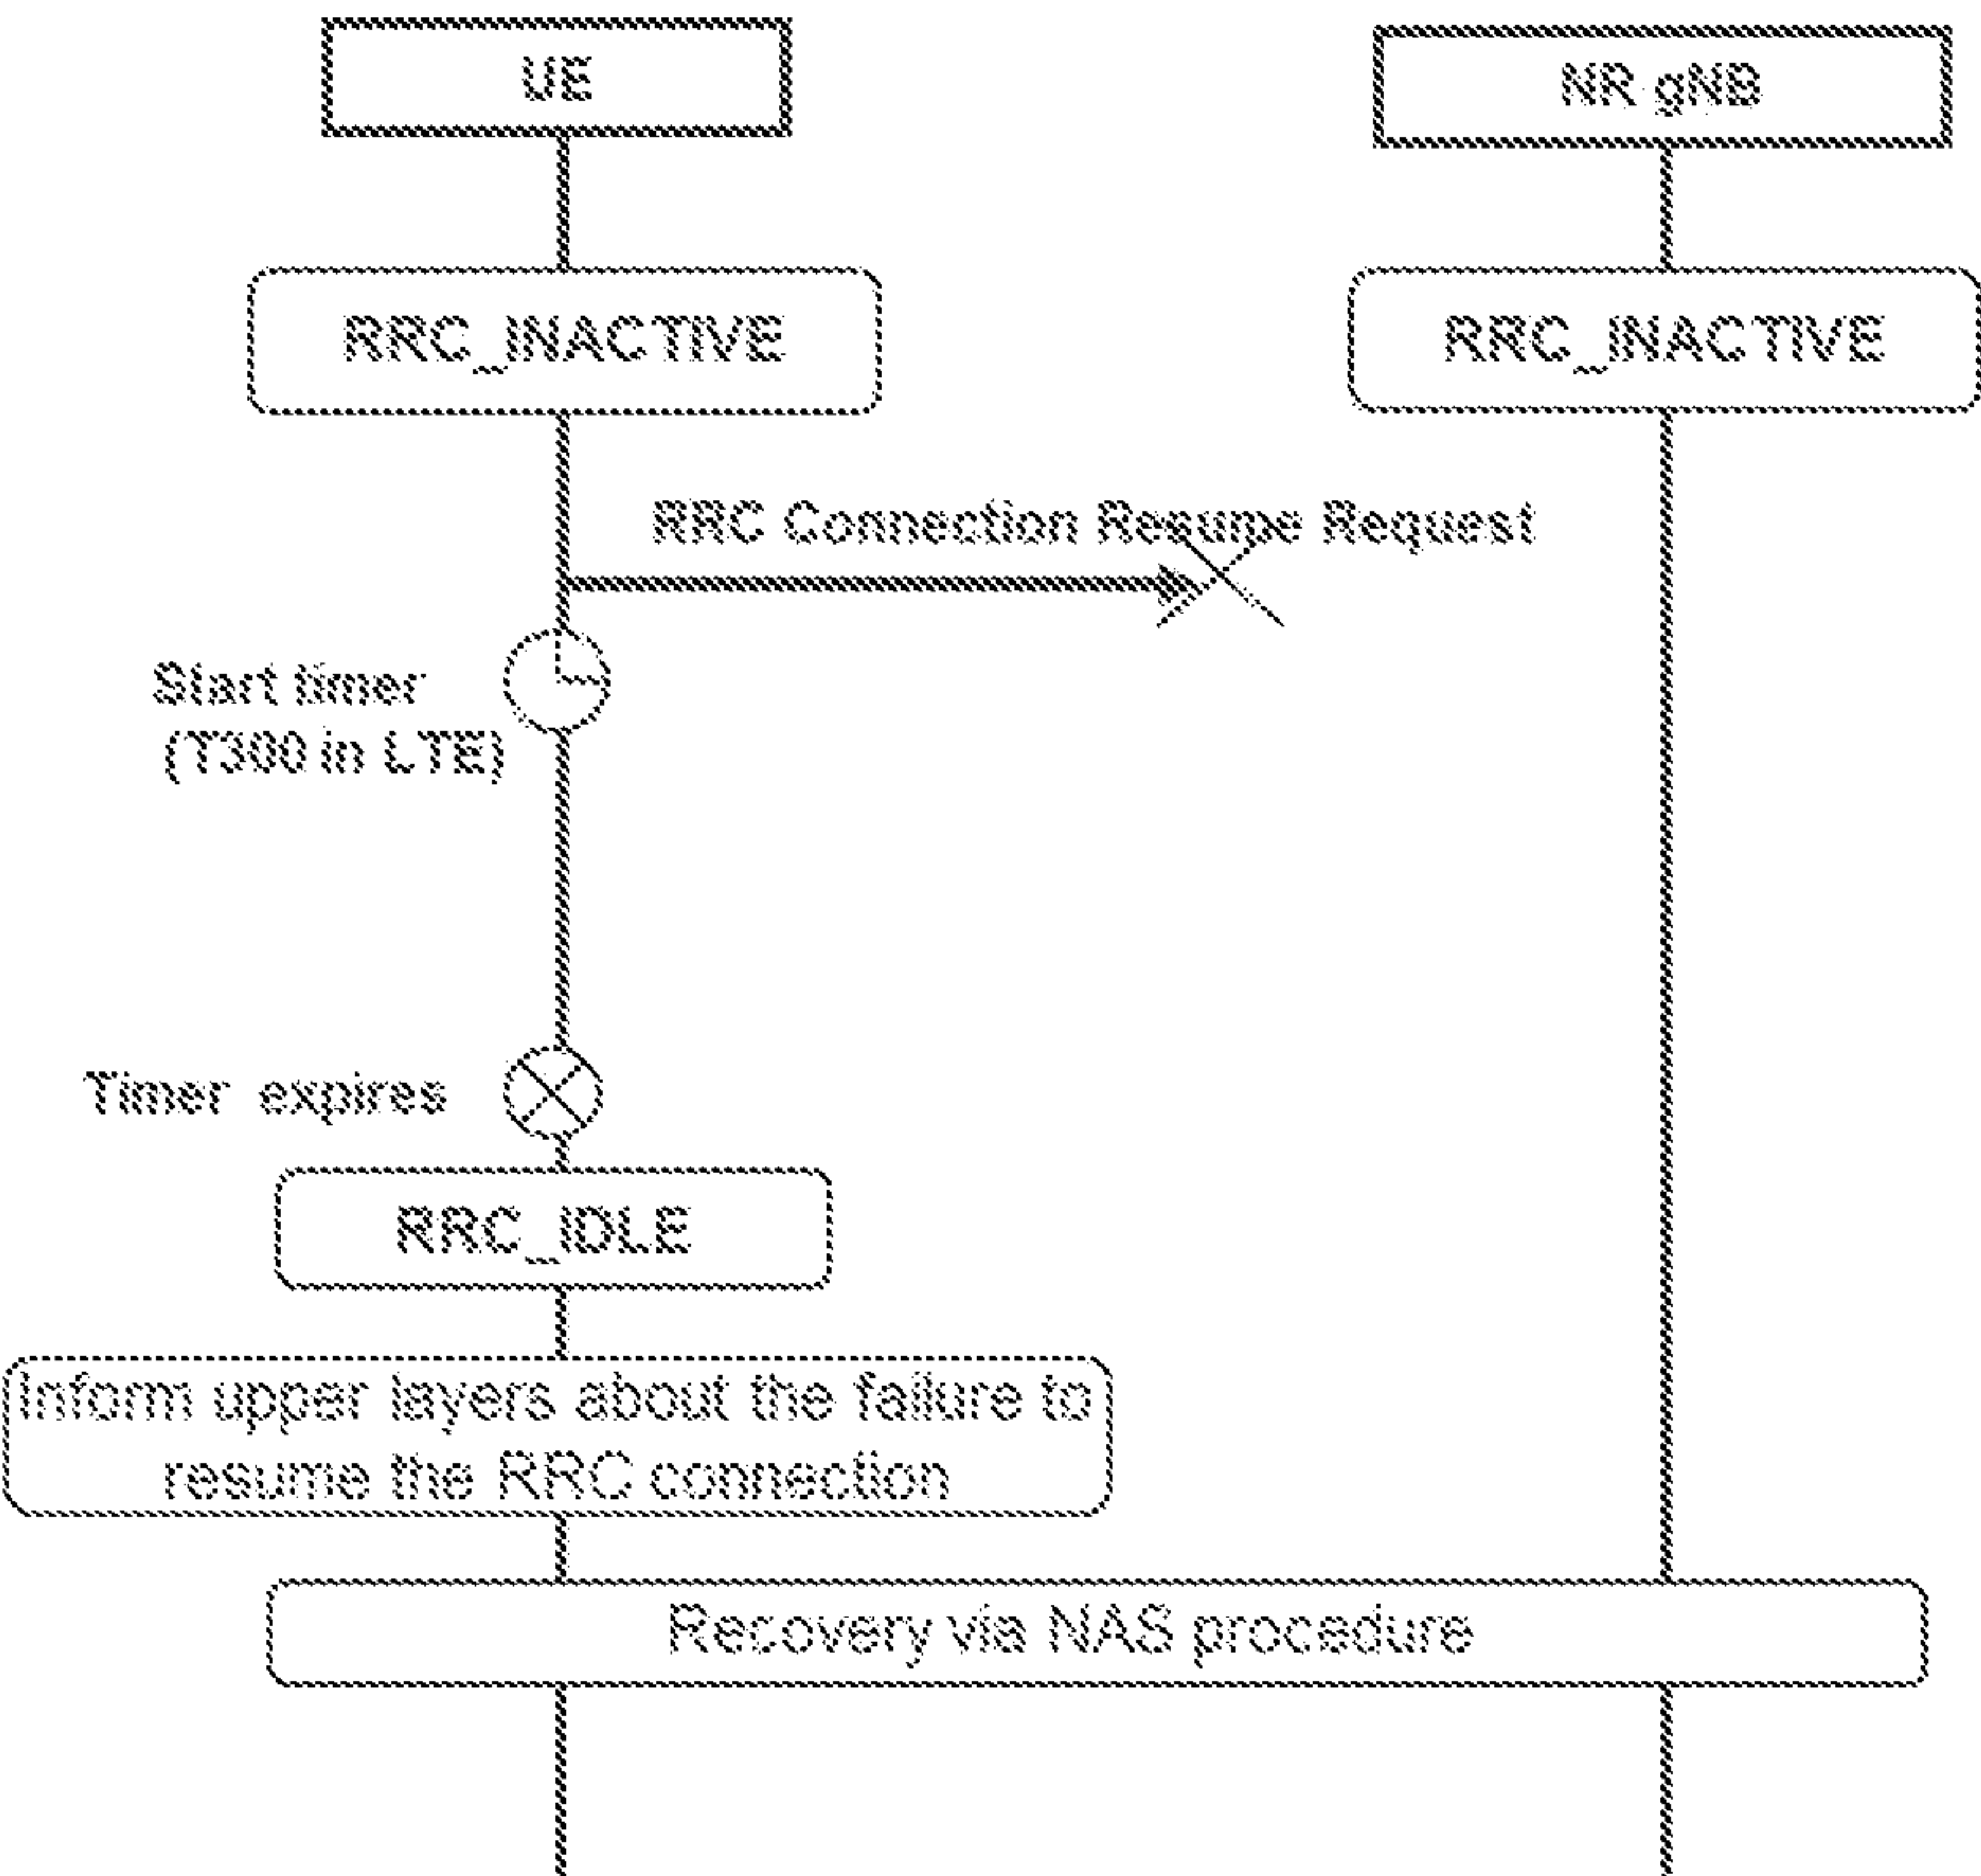 UE
NR gNB
RRC_INACTIVE
RRC_INACTIVE
RRC Connection Resume Request
Start timer
(T300 in LTE)
Timer expires
RRC_IDLE
Inform upper layers about the failure to
resume the RRC connection
Recovery via NAS procedure